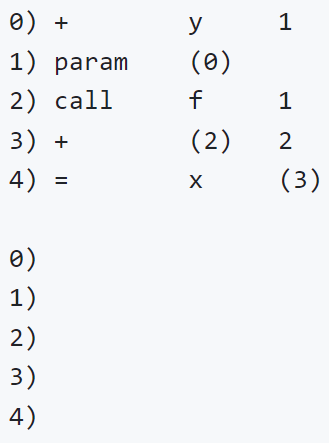 0) + y 1
1) param (0)
2) call f 1
3) + (2) 2
4) = x (3)
0)
1)
2)
3)
4)